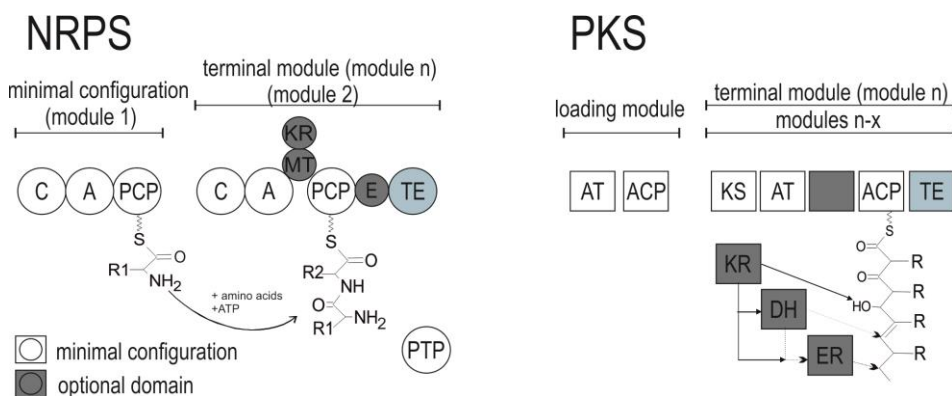 NRPS
minimal configuration
(module 1)
terminal module (module n)
(module 2)
C A PCP
C A MT KR PCP E TE
S
O
R1
NH2
+ amino acids
+ATP
S
O
R2
NH
O
R1
NH2
PTP
minimal configuration
optional domain
PKS
loading module
terminal module (module n)
modules n-x
AT ACP
KS AT ACP TE
S
O
R
O
R
KR
HO
R
DH
R
ER